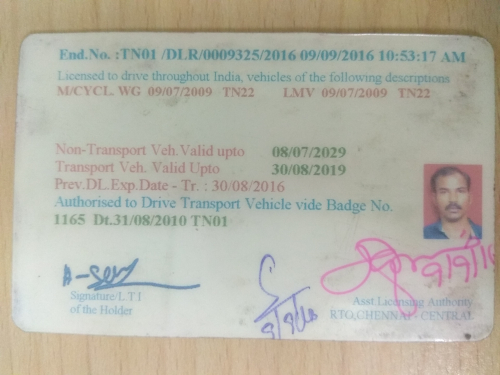 End.No. :TN01 /DLR/0009325/2016 09/09/2016 10:53:17 AM
Licensed to drive throughout India, vehicles of the following descriptions
M/CYCL. WG 09/07/2009 TN22 LMV 09/07/2009 TN22
Non-Transport Veh.Valid upto 08/07/2029
Transport Veh. Valid Upto 30/08/2019
Prev.DL.Exp.Date - Tr. : 30/08/2016
Authorised to Drive Transport Vehicle vide Badge No.
1165 Dt.31/08/2010 TN01
Signature/L.T.I
of the Holder
Asst.Licensing Authority
RTO,CHENNAI - CENTRAL